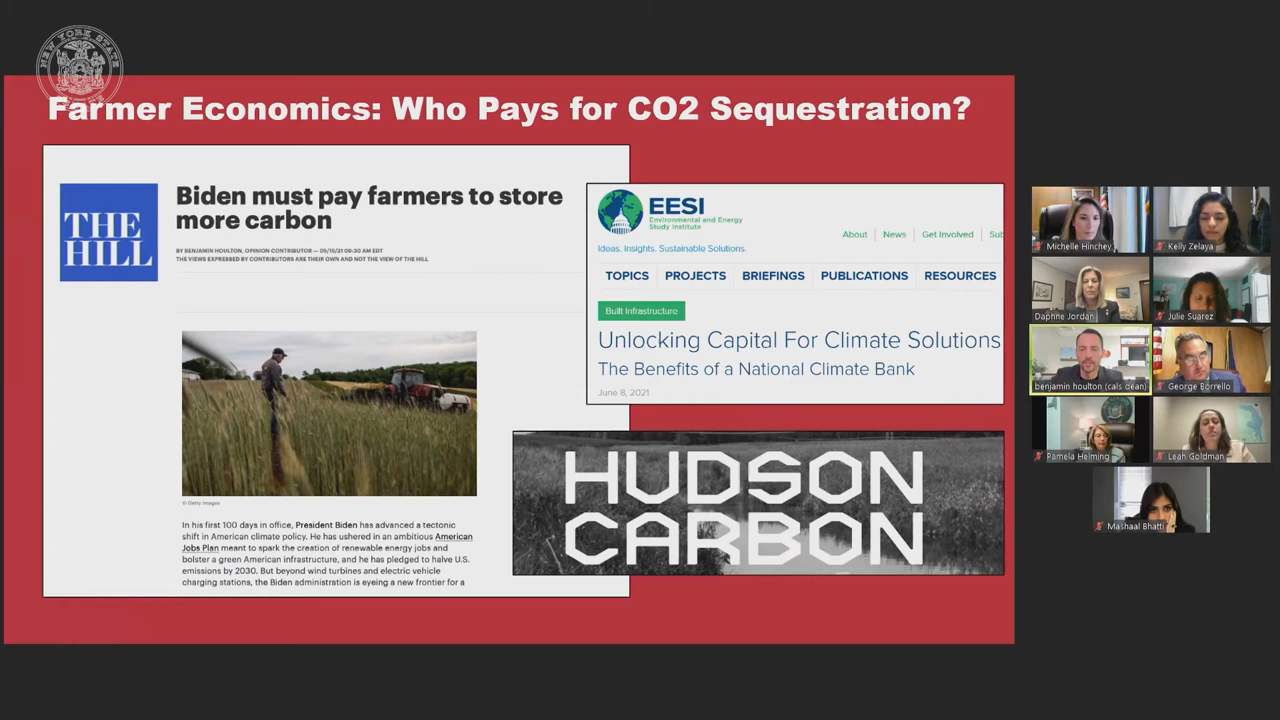 NEW YORK STATE
Farmer Economics: Who Pays for CO2 Sequestration?
THE
HILL
Biden must pay farmers to store
more carbon
BY BENJAMIN HOULTON, OPINION CONTRIBUTOR — 05/15/21 08:30 AM EDT
THE VIEWS EXPRESSED BY CONTRIBUTORS ARE THEIR OWN AND NOT THE VIEW OF THE HILL
© Getty Images
In his first 100 days in office, President Biden has advanced a tectonic
shift in American climate policy. He has ushered in an ambitious American
Jobs Plan meant to spark the creation of renewable energy jobs and
bolster a green American infrastructure, and he has pledged to halve U.S.
emissions by 2030. But beyond wind turbines and electric vehicle
charging stations, the Biden administration is eyeing a new frontier for a
EESI
Environmental and Energy
Study Institute
Ideas. Insights. Sustainable Solutions.
About News Get Involved Sub
TOPICS PROJECTS BRIEFINGS PUBLICATIONS RESOURCES
Built Infrastructure
Unlocking Capital For Climate Solutions
The Benefits of a National Climate Bank
June 8, 2021
HUDSON
CARBON
Michelle Hinchey
Kelly Zelaya
Daphne Jordan
Julie Suarez
benjamin houlton (cals dean)
George Borrello
Pamela Helming
Leah Goldman
Mashaal Bhatti